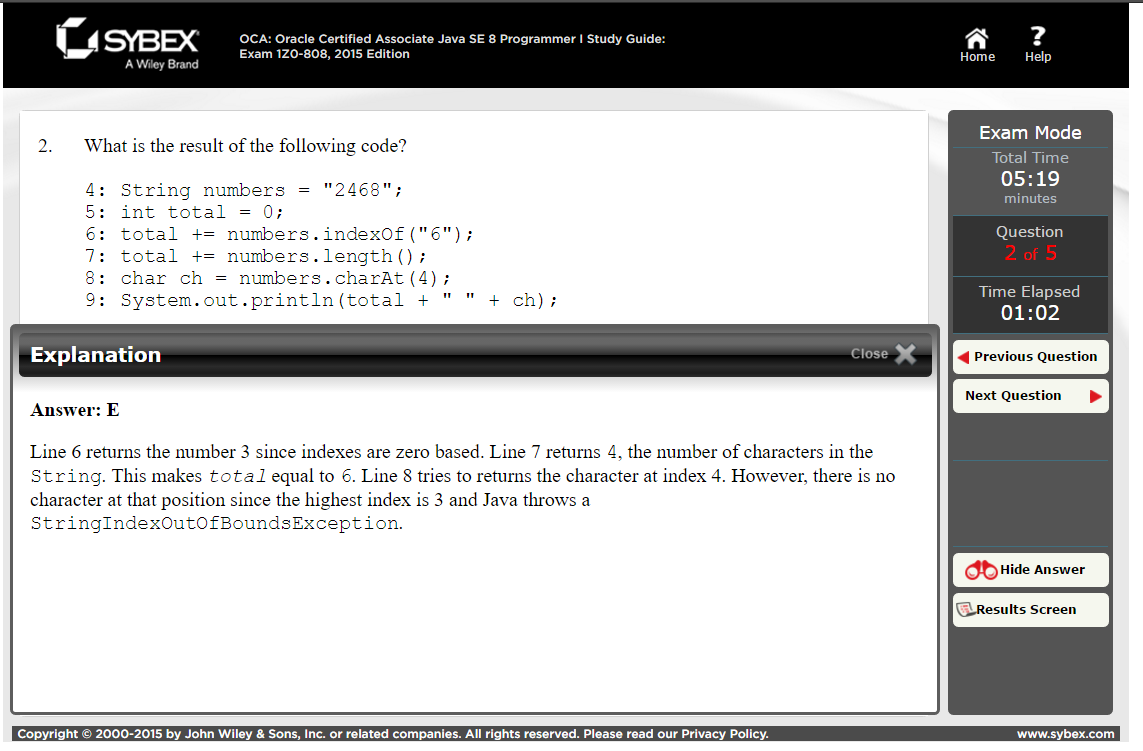 SYBEX
A Wiley Brand
OCA: Oracle Certified Associate Java SE 8 Programmer I Study Guide:
Exam 1Z0-808, 2015 Edition
Home
?
Help
2. What is the result of the following code?
4: String numbers = "2468";
5: int total = 0;
6: total += numbers.indexOf("6");
7: total += numbers.length();
8: char ch = numbers.charAt(4);
9: System.out.println(total + " " + ch);
Explanation
Close
Answer: E
Line 6 returns the number 3 since indexes are zero based. Line 7 returns 4, the number of characters in the
String. This makes total equal to 6. Line 8 tries to returns the character at index 4. However, there is no
character at that position since the highest index is 3 and Java throws a
StringIndexOutOfBoundsException.
Exam Mode
Total Time
05:19
minutes
Question
2 of 5
Time Elapsed
01:02
Previous Question
Next Question
Hide Answer
Results Screen
Copyright © 2000-2015 by John Wiley & Sons, Inc. or related companies. All rights reserved. Please read our Privacy Policy.
www.sybex.com